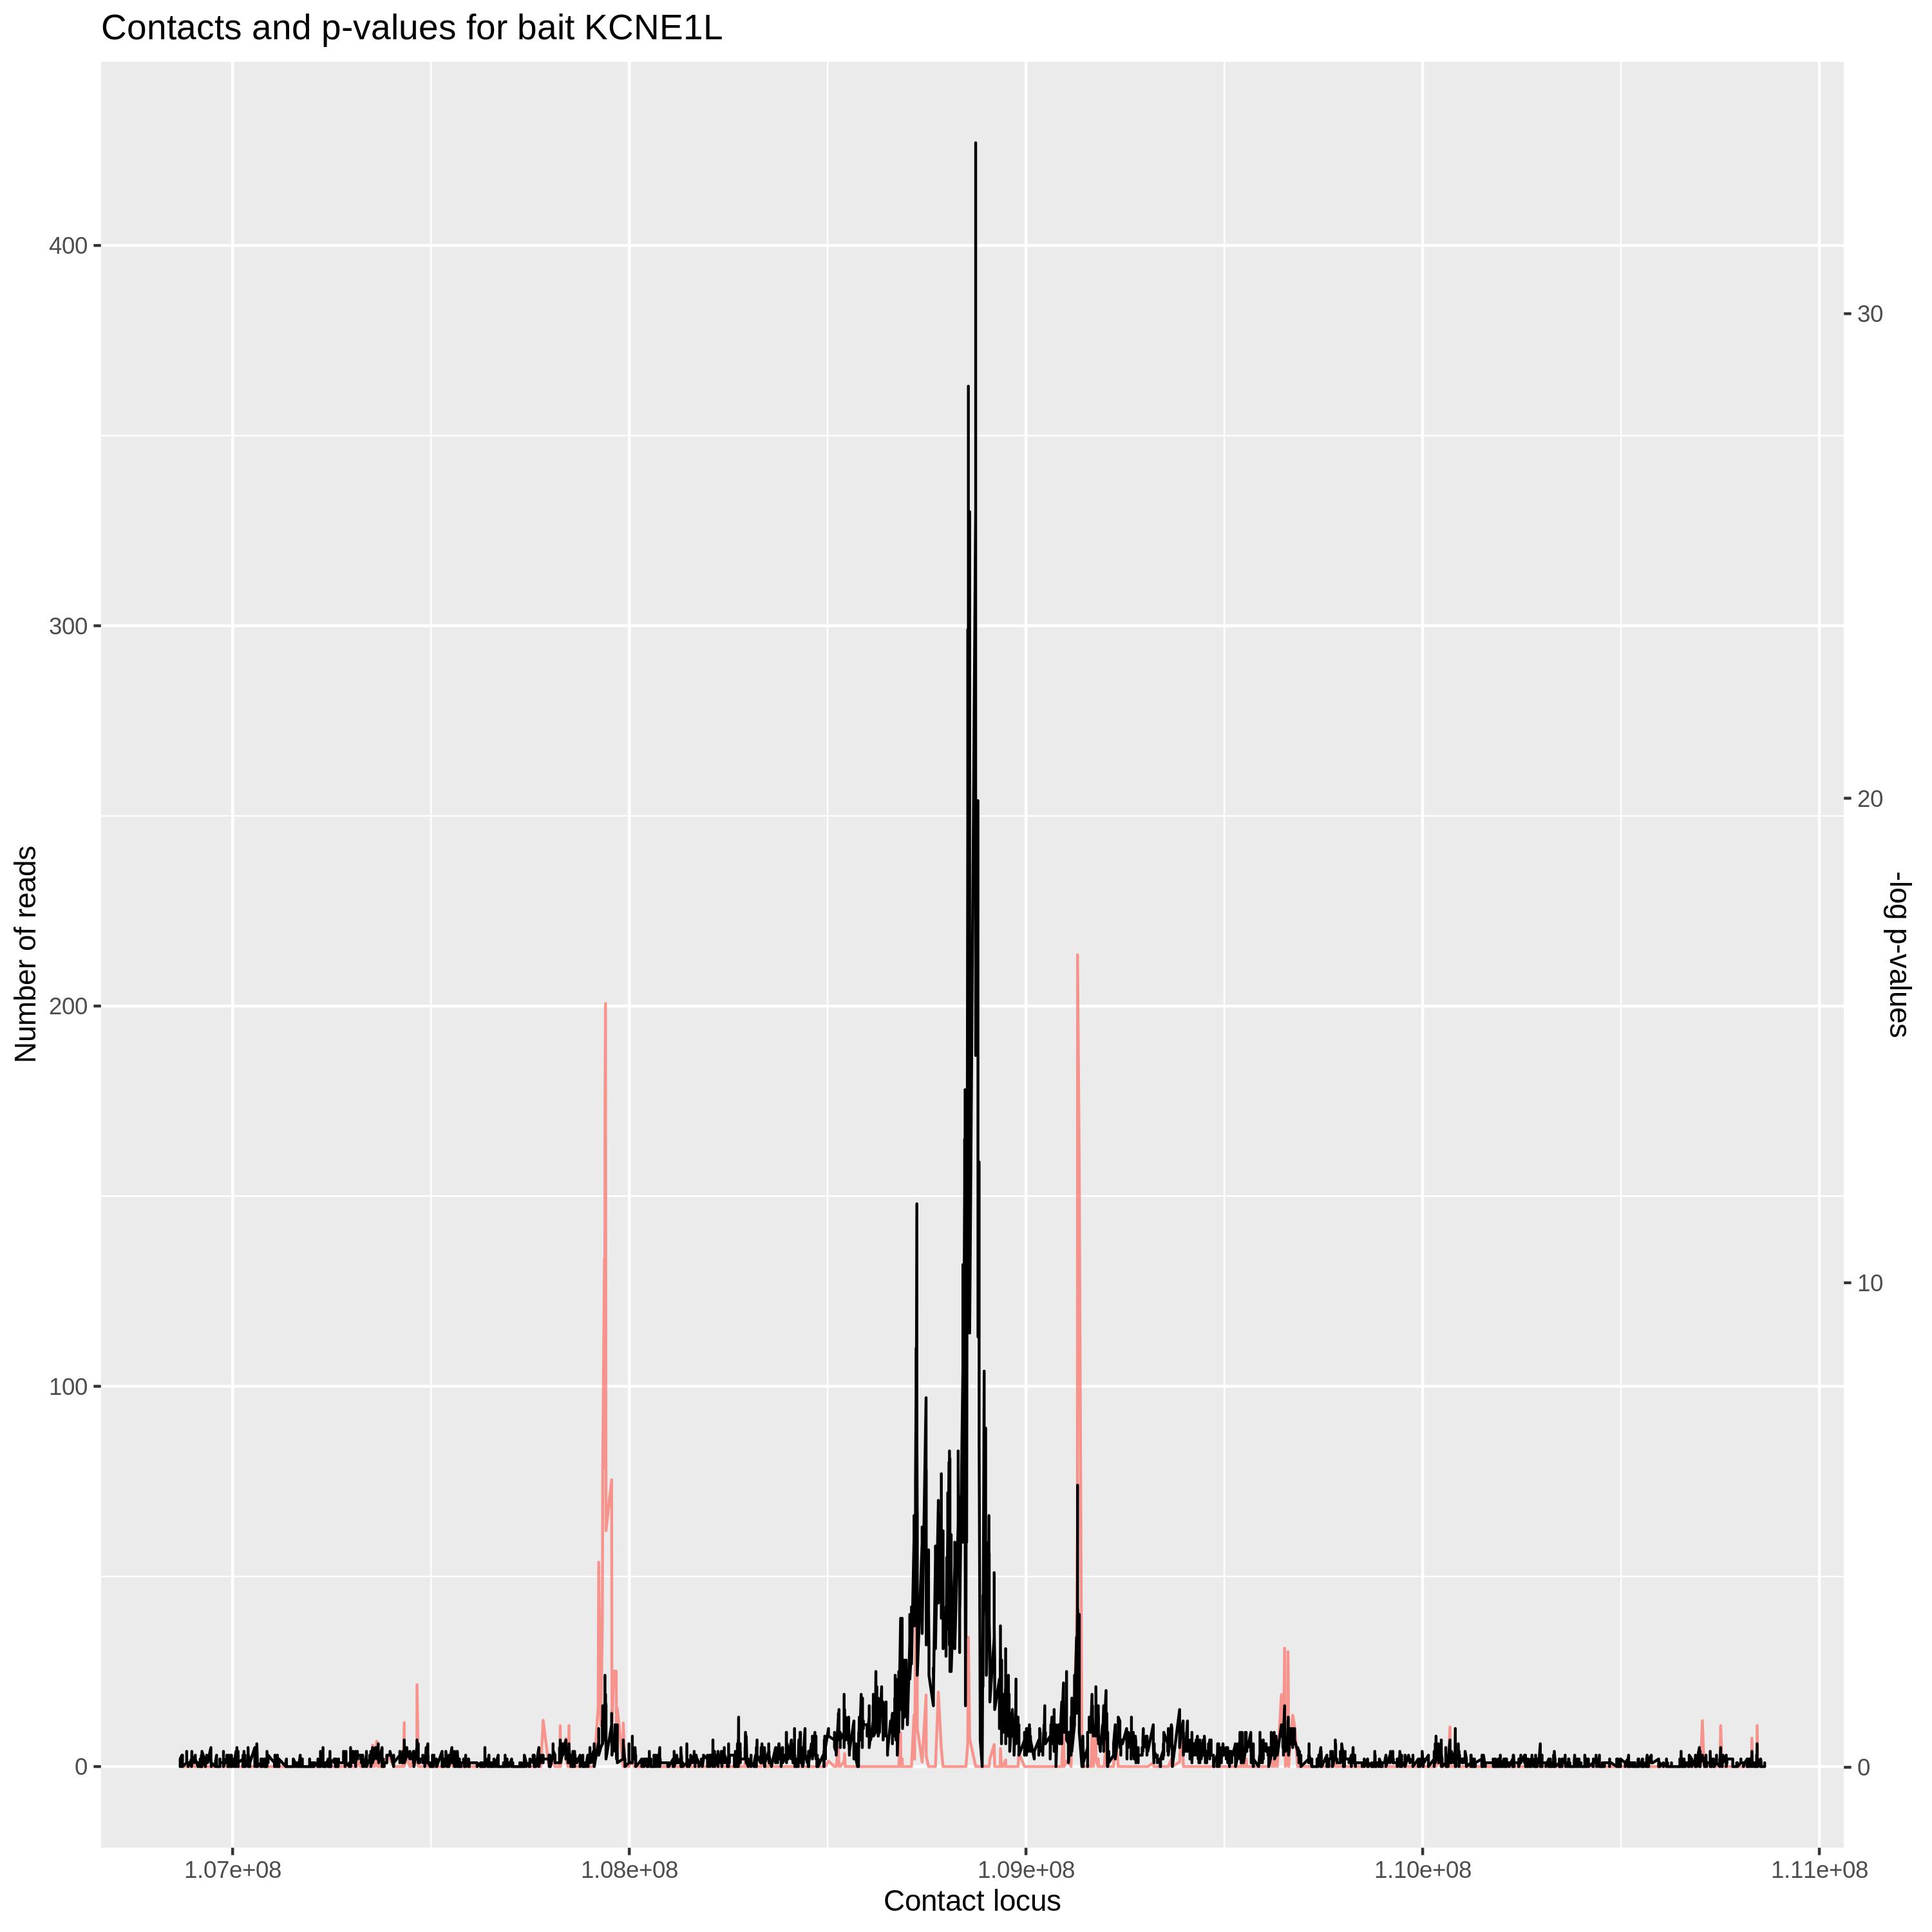 Contacts and p-values for bait KCNE1L
400
300
200
100
0
Number of reads
30
20
10
0
-log p-values
1.07e+08
1.08e+08
1.09e+08
1.10e+08
1.11e+08
Contact locus